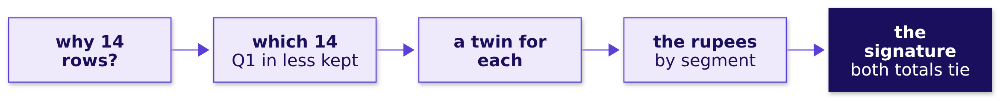 why 14
rows?
which 14
Q1 in less kept
a twin for
each
the rupees
by segment
the
signature
both totals tie